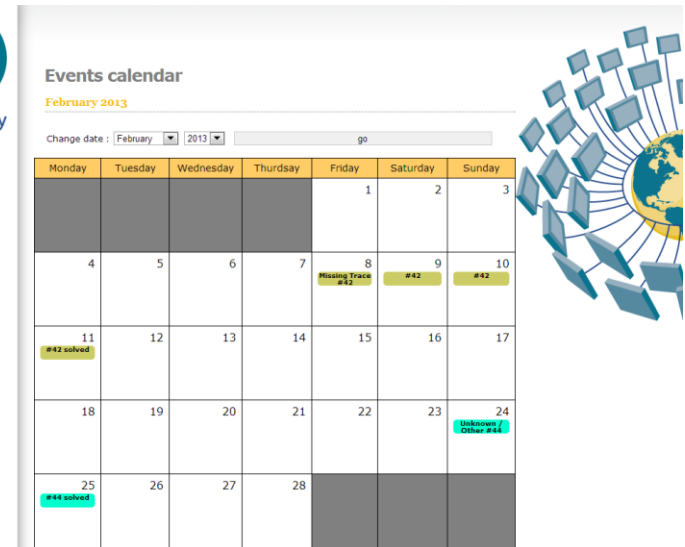 y
Events calendar
February 2013
Change date : February 2013 go
Monday Tuesday Wednesday Thurdsay Friday Saturday Sunday
1 2 3
4 5 6 7 8 9 10
Missing Trace #42 #42
#42
11 12 13 14 15 16 17
#42 solved
18 19 20 21 22 23 24
Unknown /
Other #44
25 26 27 28
#44 solved